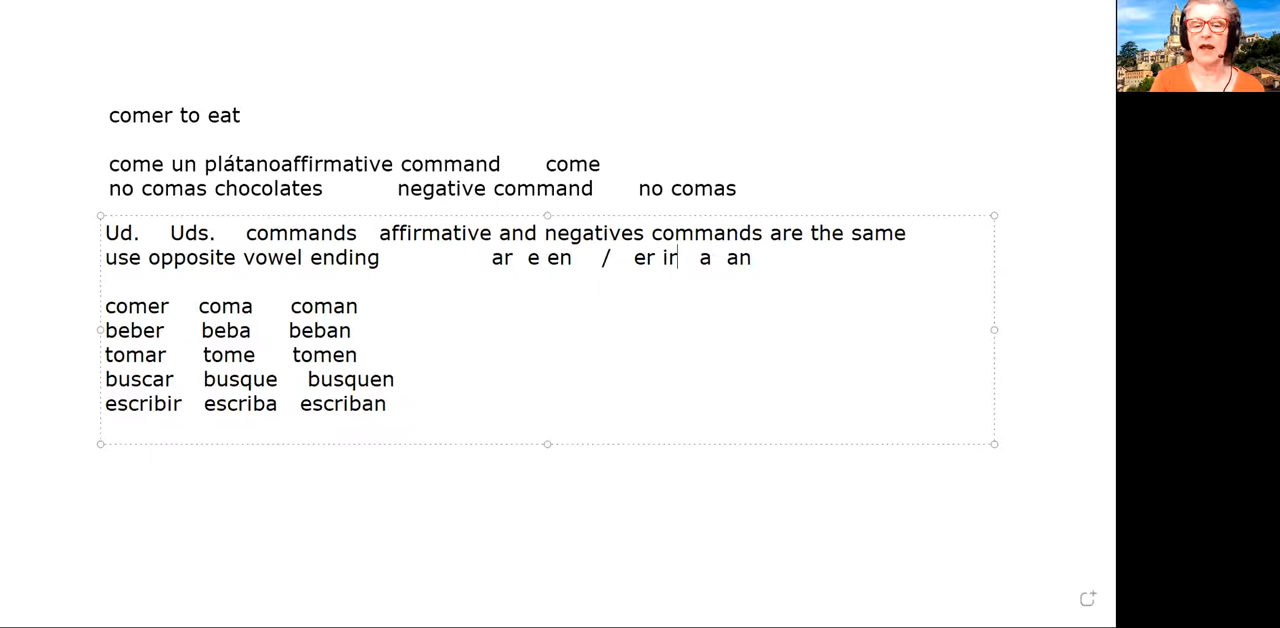 comer to eat
come un plátanoaffirmative command come
no comas chocolates negative command no comas
Ud. Uds. commands affirmative and negatives commands are the same
use opposite vowel ending ar e en / er ir a an
comer coma coman
beber beba beban
tomar tome tomen
buscar busque busquen
escribir escriba escriban